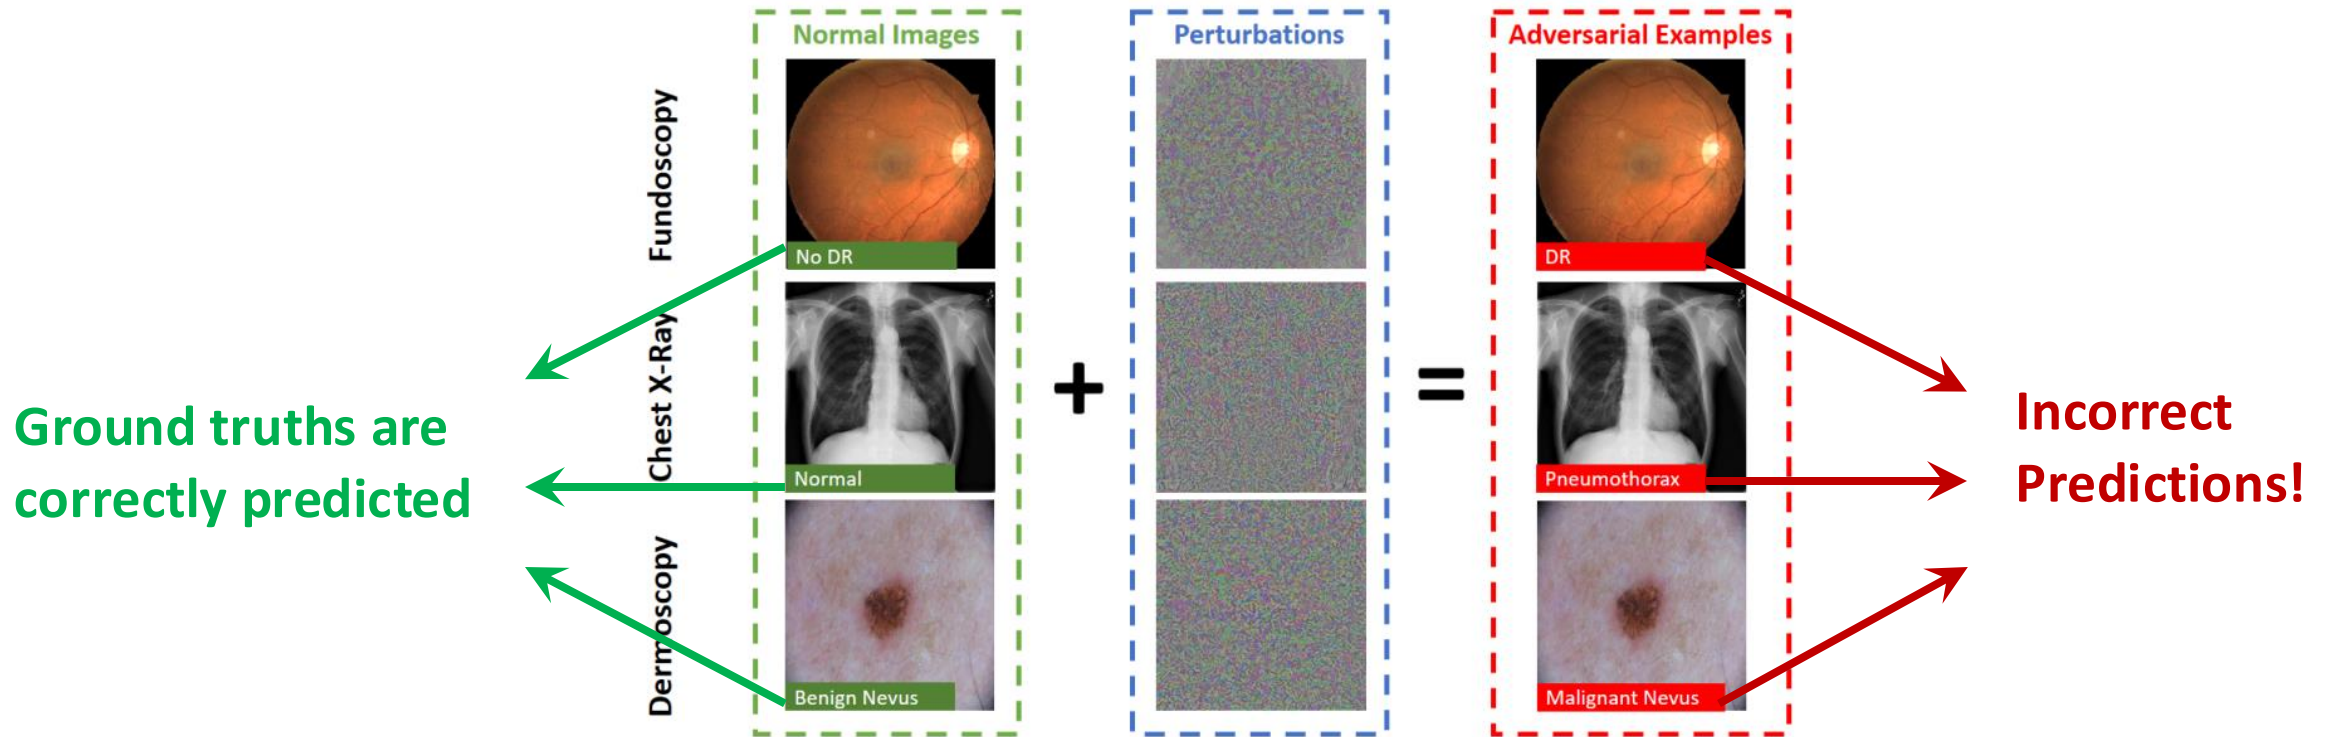 Normal Images
Perturbations
Adversarial Examples
Fundoscopy
No DR
DR
Chest X-Ray
Normal
Pneumothorax
Dermoscopy
Benign Nevus
Malignant Nevus
+
=
Ground truths are
correctly predicted
Incorrect
Predictions!